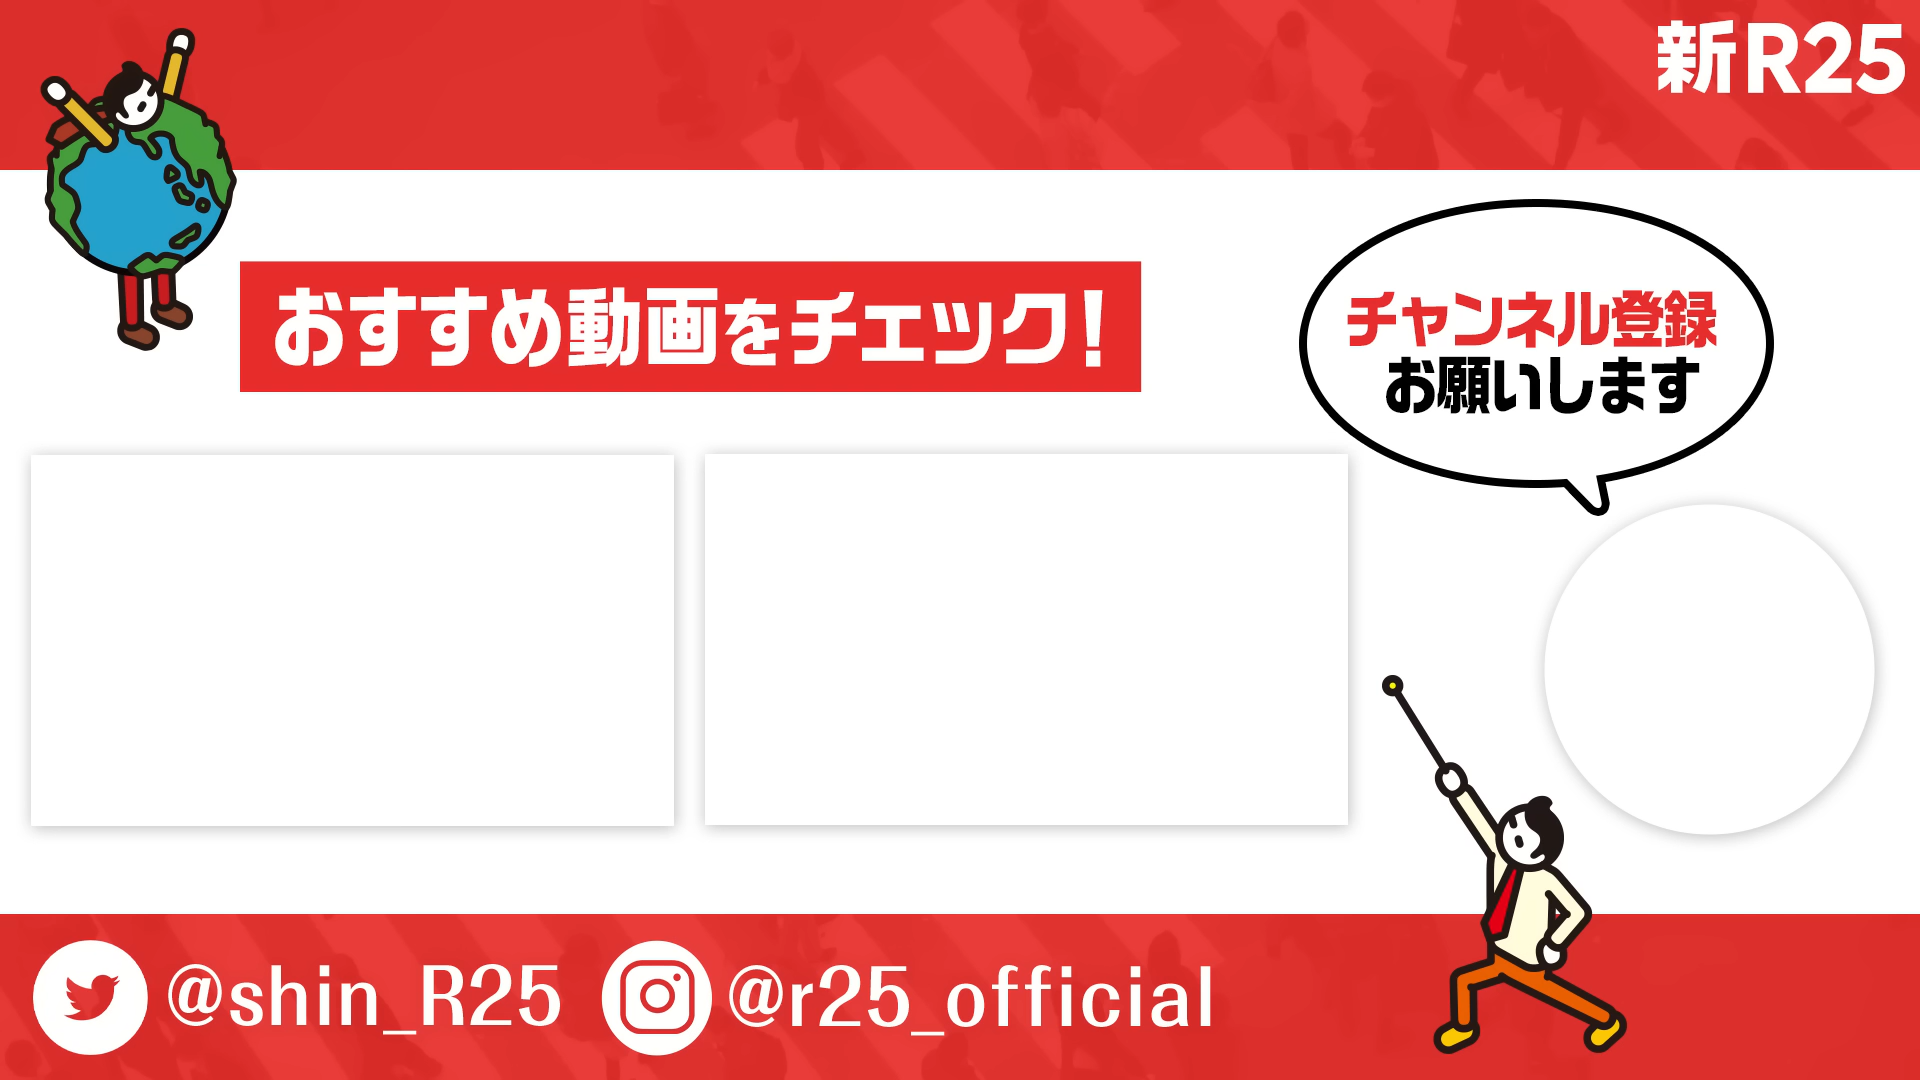 新R25
おすすめ動画をチェック!
チャンネル登録
お願いします
@shin_R25
@r25_official